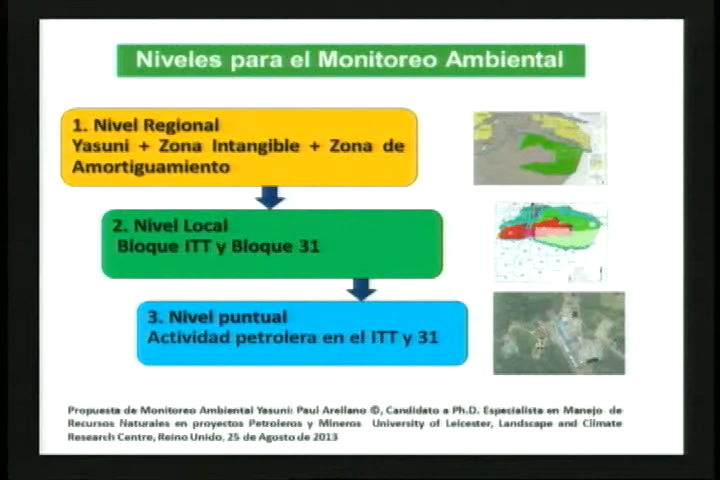 Niveles para el Monitoreo Ambiental
1. Nivel Regional
Yasuni + Zona Intangible + Zona de
Amortiguamiento
2. Nivel Local
Bloque ITT y Bloque 31
3. Nivel puntual
Actividad petrolera en el ITT y 31
Propuesta de Monitoreo Ambiental Yasuni: Paul Arellano ©, Candidato a Ph.D. Especialista en Manejo de
Recursos Naturales en proyectos Petroleros y Mineros University of Leicester, Landscape and Climate
Research Centre, Reino Unido, 25 de Agosto de 2013